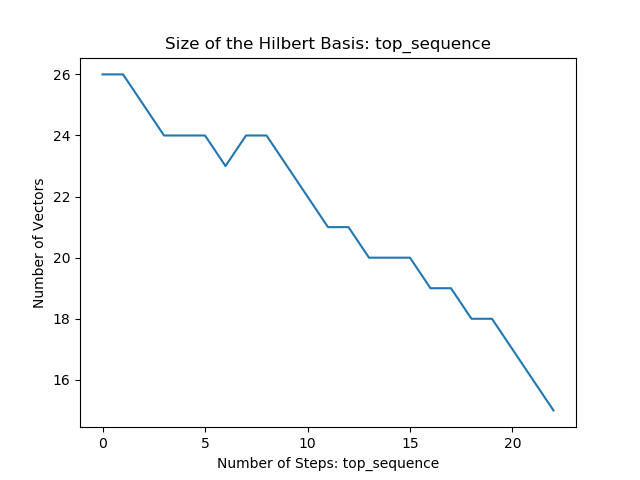 Size of the Hilbert Basis: top_sequence
Number of Vectors
26
24
22
20
18
16
0 5 10 15 20
Number of Steps: top_sequence